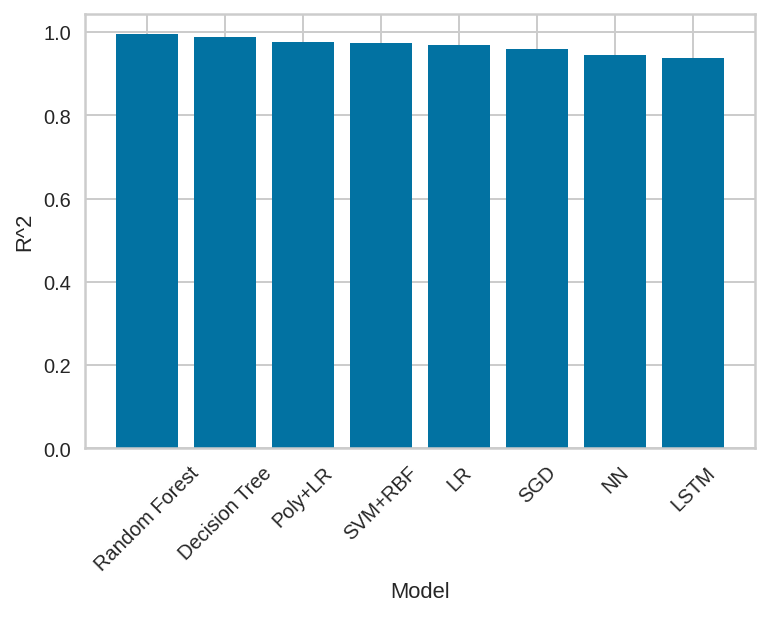 1.0
0.8
0.6
0.4
0.2
0.0
R^2
Random Forest
Decision Tree
Poly+LR
SVM+RBF
LR
SGD
NN
LSTM
Model